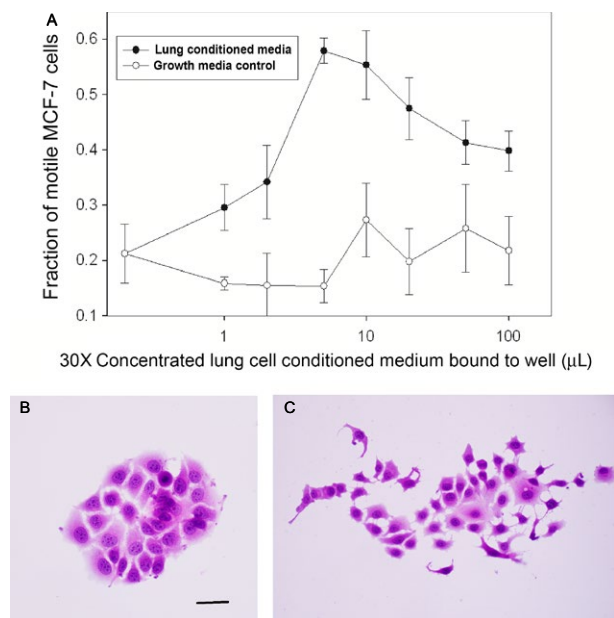 A
Fraction of motile MCF-7 cells
0.6
0.5
0.4
0.3
0.2
0.1
Lung conditioned media
Growth media control
1 10 100
30X Concentrated lung cell conditioned medium bound to well (μL)
B
C